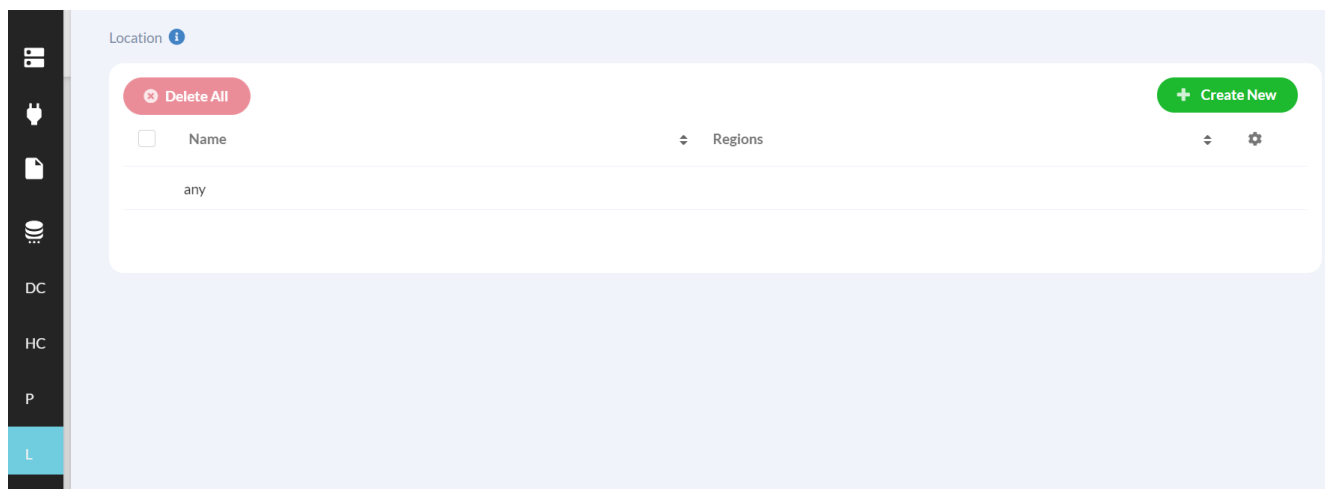 Location
Delete All
Create New
Name
Regions
any
DC
HC
P
L